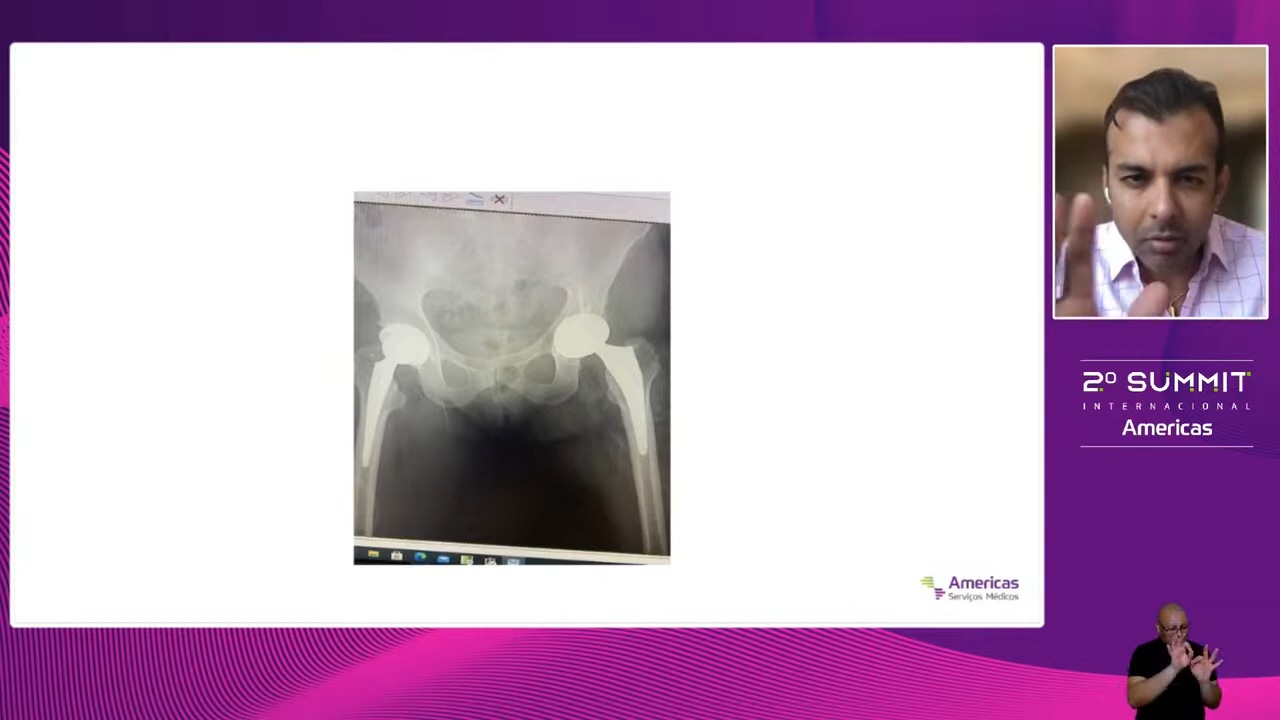 2º SUMMIT
INTERNACIONAL
Americas
Americas
Serviços Médicos